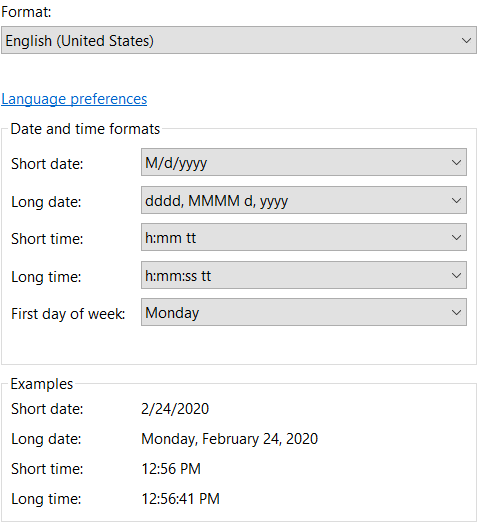 Format:
English (United States)
Language preferences
Date and time formats
Short date: M/d/yyyy
Long date: dddd, MMMM d, yyyy
Short time: h:mm tt
Long time: h:mm:ss tt
First day of week: Monday
Examples
Short date: 2/24/2020
Long date: Monday, February 24, 2020
Short time: 12:56 PM
Long time: 12:56:41 PM